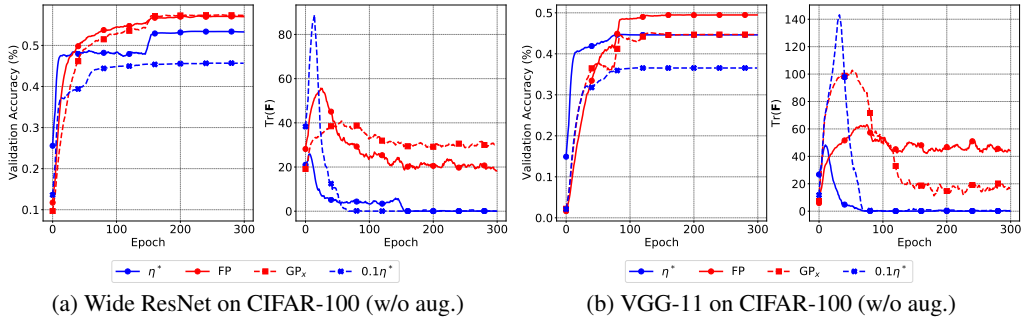 Validation Accuracy (%)
0.5
0.4
0.3
0.2
0.1
0 100 200 300
Epoch
Tr(F)
80
60
40
20
0
0 100 200 300
Epoch
η* FP GPₓ 0.1η*
(a) Wide ResNet on CIFAR-100 (w/o aug.)
Validation Accuracy (%)
0.5
0.4
0.3
0.2
0.1
0.0
0 100 200 300
Epoch
Tr(F)
140
120
100
80
60
40
20
0
0 100 200 300
Epoch
η* FP GPₓ 0.1η*
(b) VGG-11 on CIFAR-100 (w/o aug.)